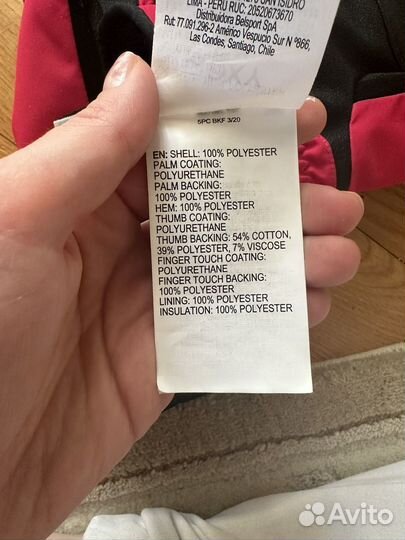 SAN ISIDRO
LIMA - PERU RUC: 20520673670
Distribuidora Belsport SpA
Rut: 77.091.296-2 Américo Vespucio Sur N °866,
Las Condes, Santiago, Chile
5PC BKF 3/20
EN: SHELL: 100% POLYESTER
PALM COATING:
POLYURETHANE
PALM BACKING:
100% POLYESTER
HEM: 100% POLYESTER
THUMB COATING:
POLYURETHANE
THUMB BACKING: 54% COTTON,
39% POLYESTER, 7% VISCOSE
FINGER TOUCH COATING:
POLYURETHANE
FINGER TOUCH BACKING:
100% POLYESTER
LINING: 100% POLYESTER
INSULATION: 100% POLYESTER
Avito